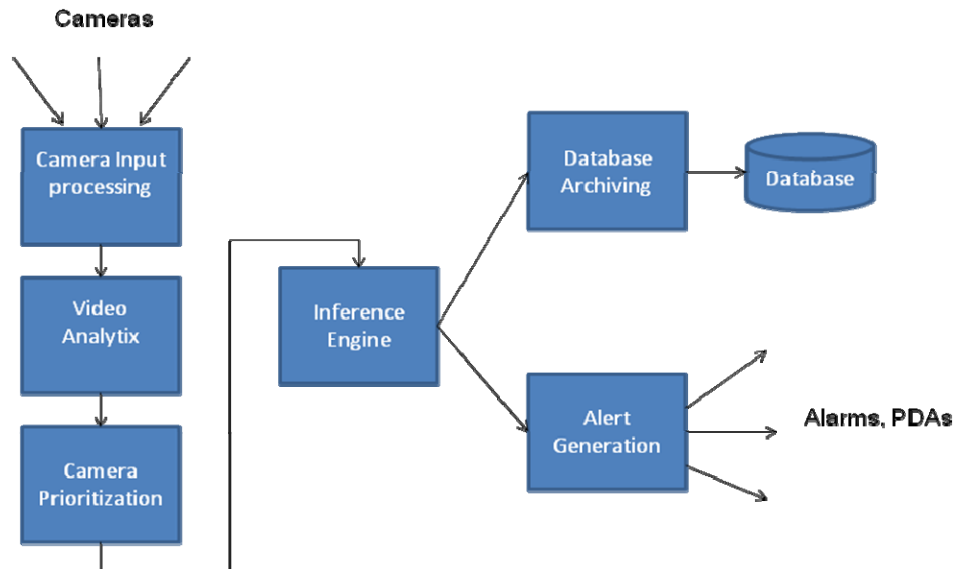 Cameras
Camera Input
processing
Video
Analytix
Camera
Prioritization
Inference
Engine
Database
Archiving
Database
Alert
Generation
Alarms, PDAs